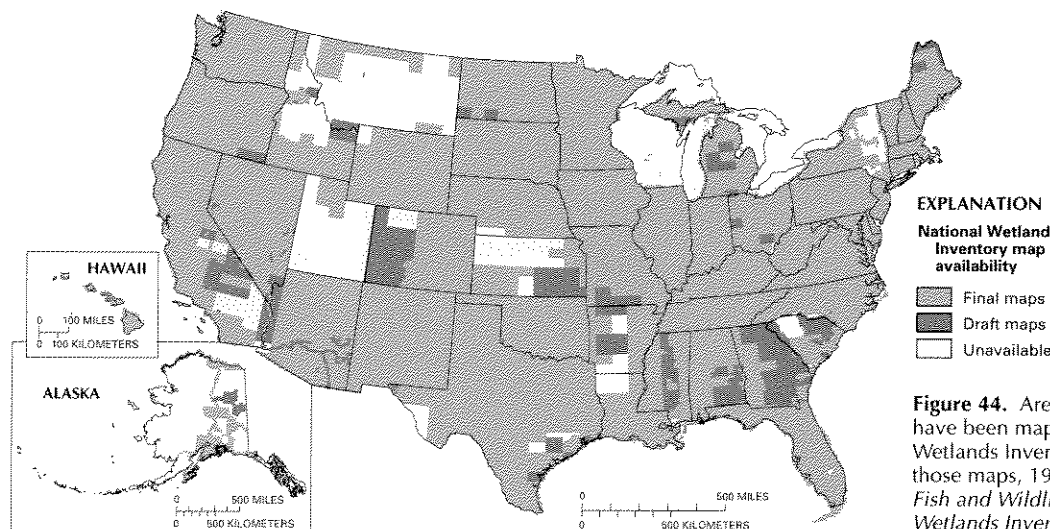 HAWAII
0 100 MILES
0 100 KILOMETERS
ALASKA
0 500 MILES
0 500 KILOMETERS
0 500 MILES
0 500 KILOMETERS
EXPLANATION
National Wetland
Inventory map
availability
Final maps
Draft maps
Unavailable
Figure 44. Are
have been map
Wetlands Inven
those maps, 19
Fish and Wildli
Wetlands Inver